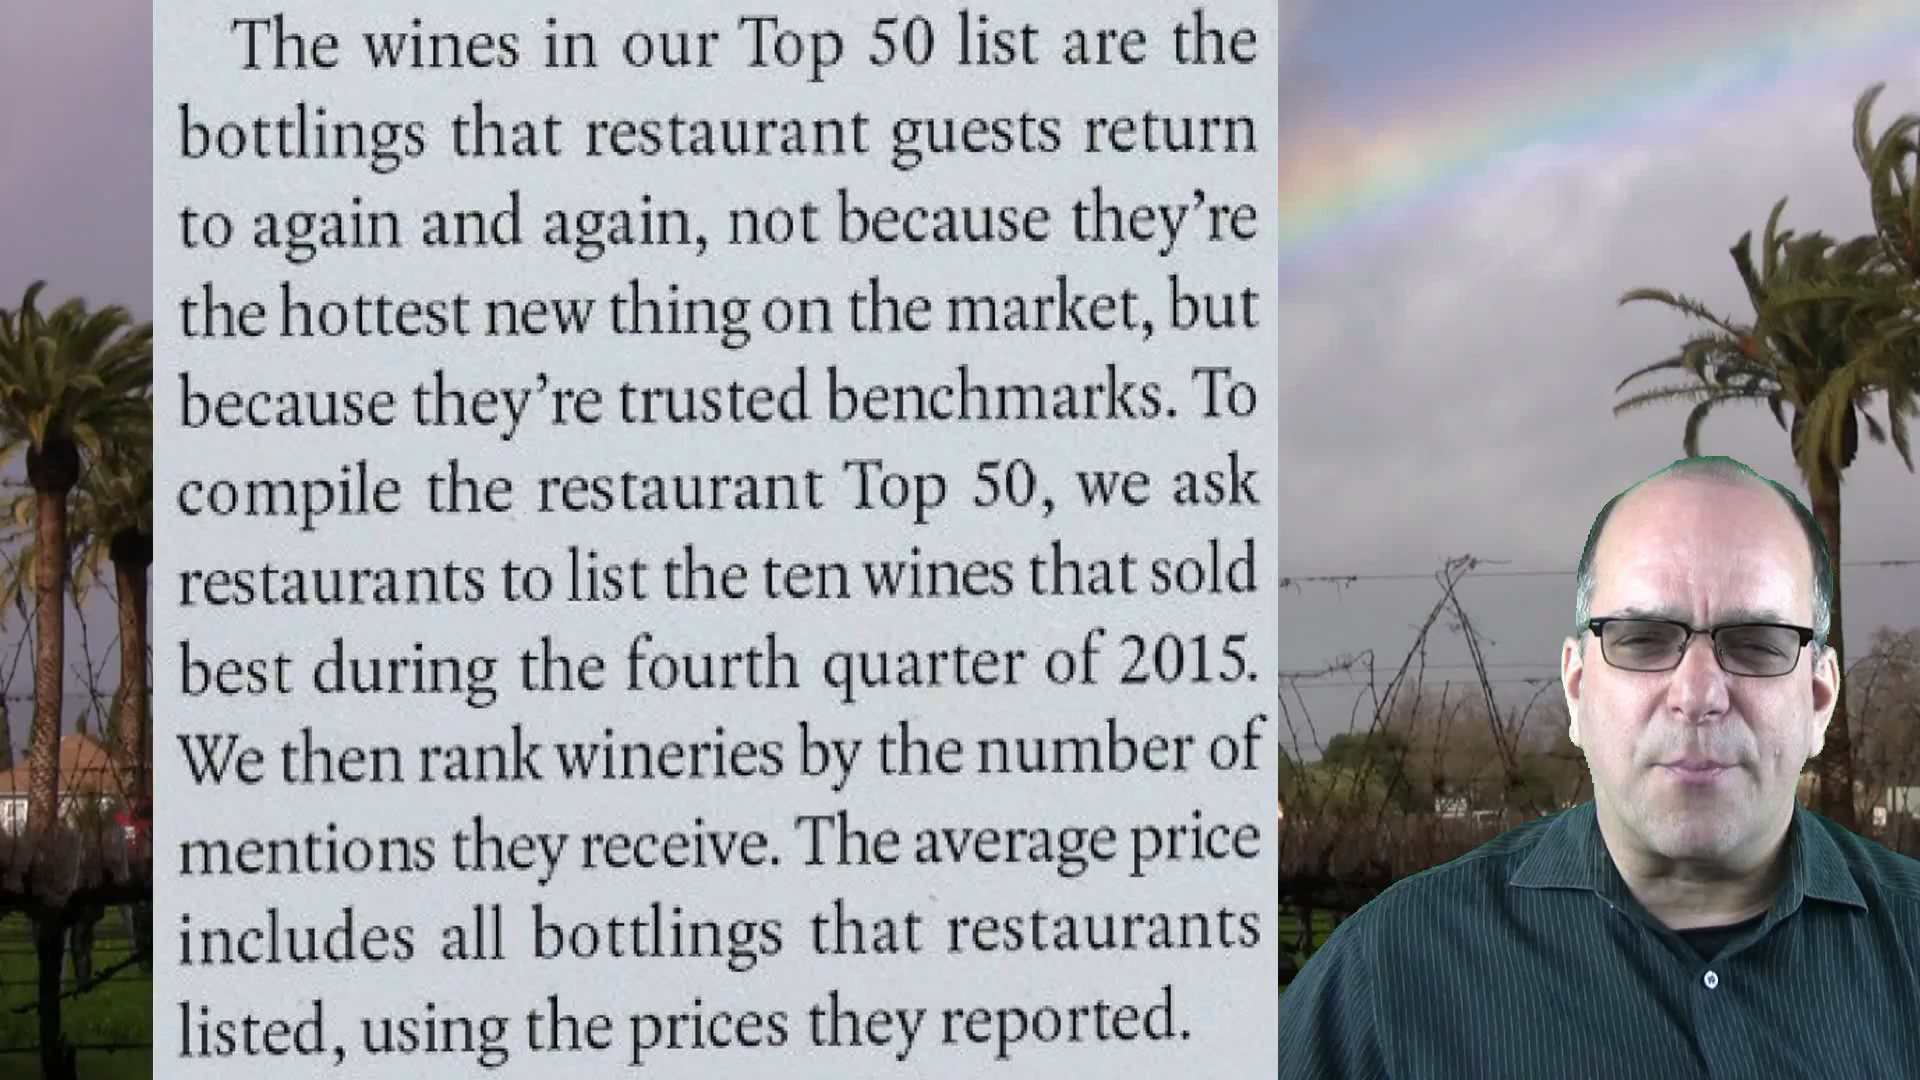 The wines in our Top 50 list are the
bottlings that restaurant guests return
to again and again, not because they’re
the hottest new thing on the market, but
because they’re trusted benchmarks. To
compile the restaurant Top 50, we ask
restaurants to list the ten wines that sold
best during the fourth quarter of 2015.
We then rank wineries by the number of
mentions they receive. The average price
includes all bottlings that restaurants
listed, using the prices they reported.